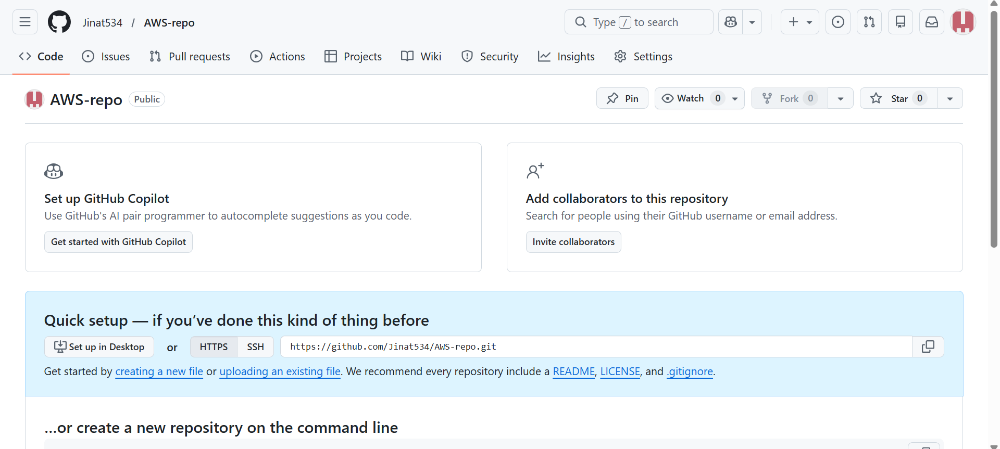 Jinat534 / AWS-repo
Type / to search
Code Issues Pull requests Actions Projects Wiki Security Insights Settings
AWS-repo Public
Pin Watch 0 Fork 0 Star 0
Set up GitHub Copilot
Use GitHub's AI pair programmer to autocomplete suggestions as you code.
Get started with GitHub Copilot
Add collaborators to this repository
Search for people using their GitHub username or email address.
Invite collaborators
Quick setup — if you’ve done this kind of thing before
Set up in Desktop or HTTPS SSH https://github.com/Jinat534/AWS-repo.git
Get started by creating a new file or uploading an existing file. We recommend every repository include a README, LICENSE, and .gitignore.
…or create a new repository on the command line